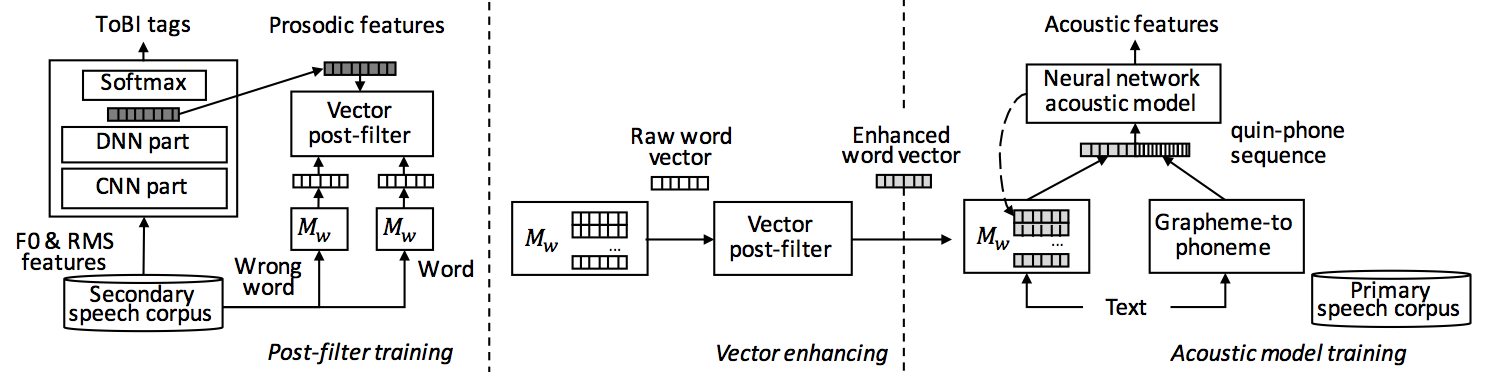 ToBI tags
Softmax
DNN part
CNN part
F0 & RMS
features
Secondary
speech corpus
Prosodic features
Vector
post-filter
M_w
M_w
Wrong
word
Word
Post-filter training
M_w
...
Raw word
vector
Vector
post-filter
Enhanced
word vector
Vector enhancing
Acoustic features
Neural network
acoustic model
quin-phone
sequence
M_w
...
Grapheme-to
phoneme
Text
Primary
speech corpus
Acoustic model training